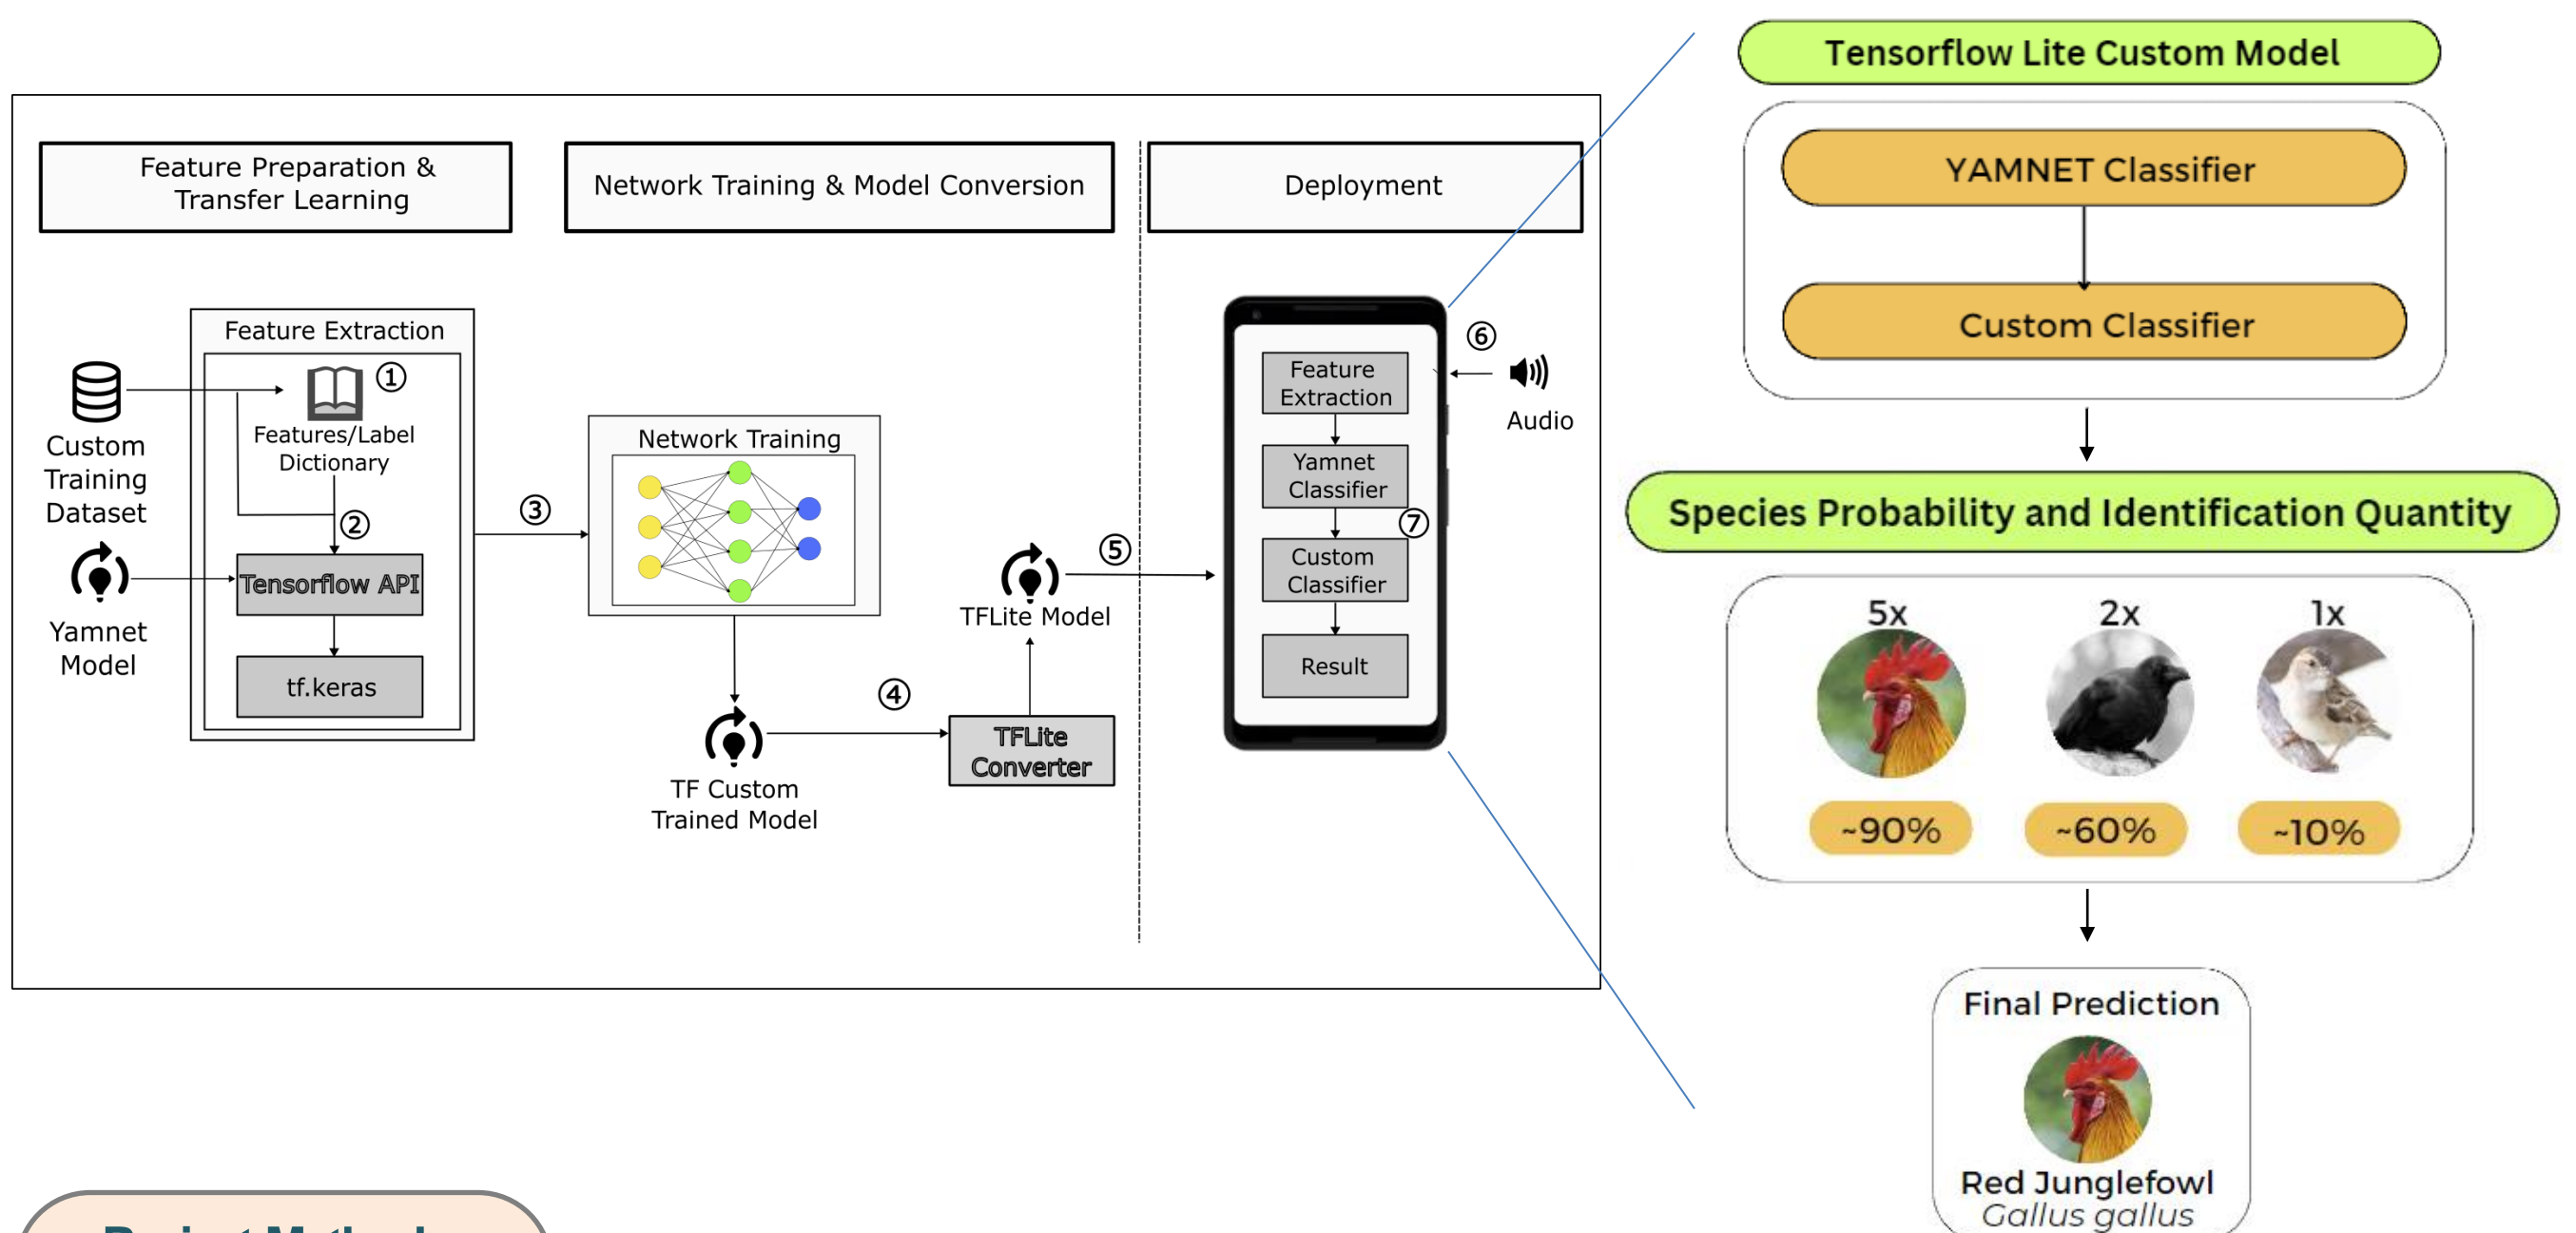 Feature Preparation &
Transfer Learning
Network Training & Model Conversion
Deployment
Feature Extraction
①
Features/Label
Dictionary
Custom
Training
Dataset
②
Tensorflow API
Yamnet
Model
tf.keras
③
Network Training
TF Custom
Trained Model
④
TFLite
Converter
TFLite Model
⑤
⑥
Audio
Feature
Extraction
Yamnet
Classifier
⑦
Custom
Classifier
Result
Tensorflow Lite Custom Model
YAMNET Classifier
Custom Classifier
Species Probability and Identification Quantity
5x
2x
1x
~90%
~60%
~10%
Final Prediction
Red Junglefowl
Gallus gallus